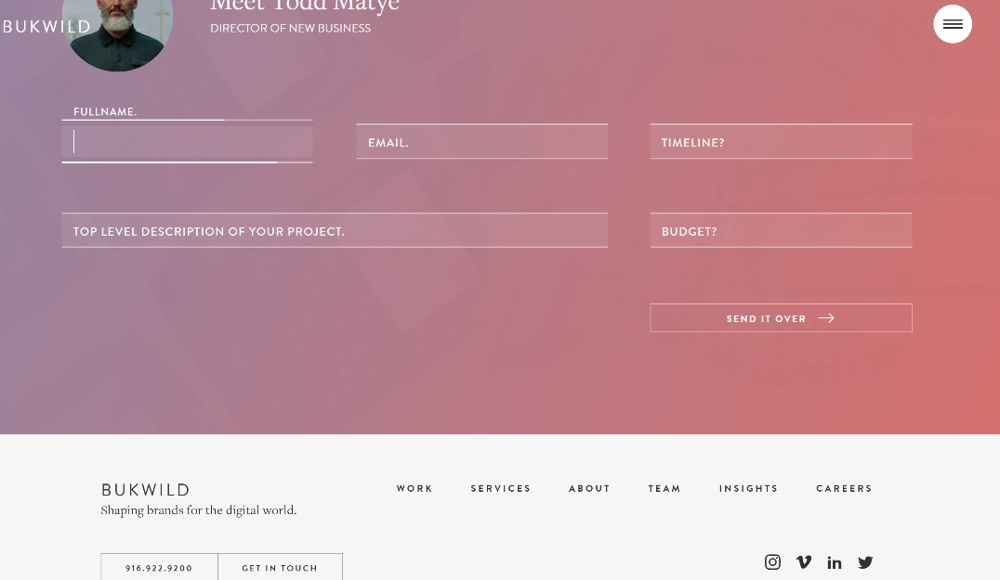 Meet Todd Matye
BUKWILD
DIRECTOR OF NEW BUSINESS
FULLNAME.
EMAIL.
TIMELINE?
TOP LEVEL DESCRIPTION OF YOUR PROJECT.
BUDGET?
SEND IT OVER
BUKWILD
Shaping brands for the digital world.
WORK
SERVICES
ABOUT
TEAM
INSIGHTS
CAREERS
916.922.9200
GET IN TOUCH